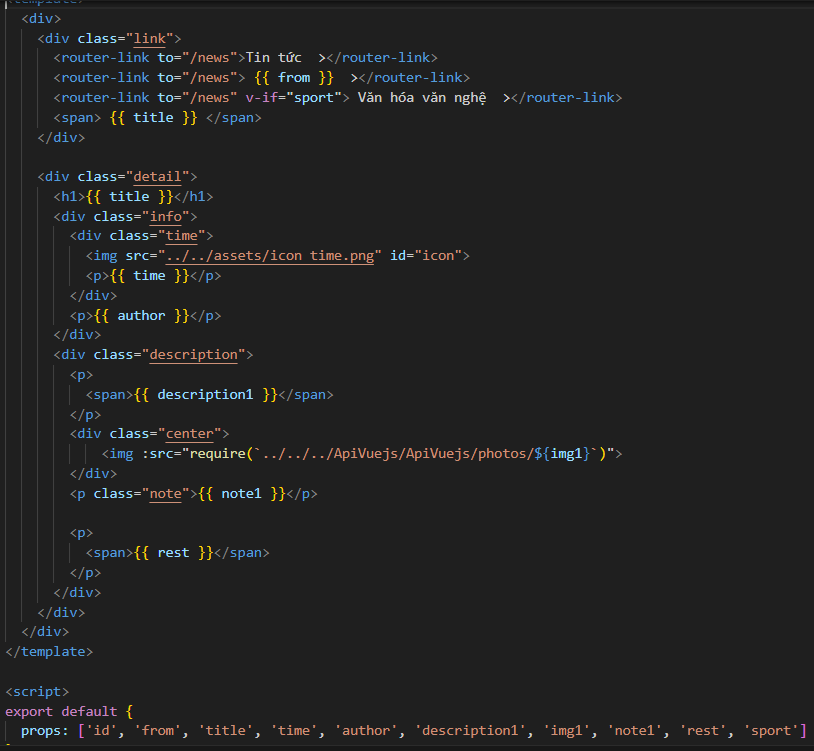 <template>
<div>
<div class="link">
<router-link to="/news">Tin tức  ></router-link>
<router-link to="/news"> {{ from }}  ></router-link>
<router-link to="/news" v-if="sport"> Văn hóa văn nghệ  ></router-link>
<span> {{ title }} </span>
</div>
<div class="detail">
<h1>{{ title }}</h1>
<div class="info">
<div class="time">
<img src="../../assets/icon time.png" id="icon">
<p>{{ time }}</p>
</div>
<p>{{ author }}</p>
</div>
<div class="description">
<p>
<span>{{ description1 }}</span>
</p>
<div class="center">
<img :src="require(`../../../ApiVuejs/ApiVuejs/photos/${img1}`)">
</div>
<p class="note">{{ note1 }}</p>
<p>
<span>{{ rest }}</span>
</p>
</div>
</div>
</div>
</template>
<script>
export default {
props: ['id', 'from', 'title', 'time', 'author', 'description1', 'img1', 'note1', 'rest', 'sport']